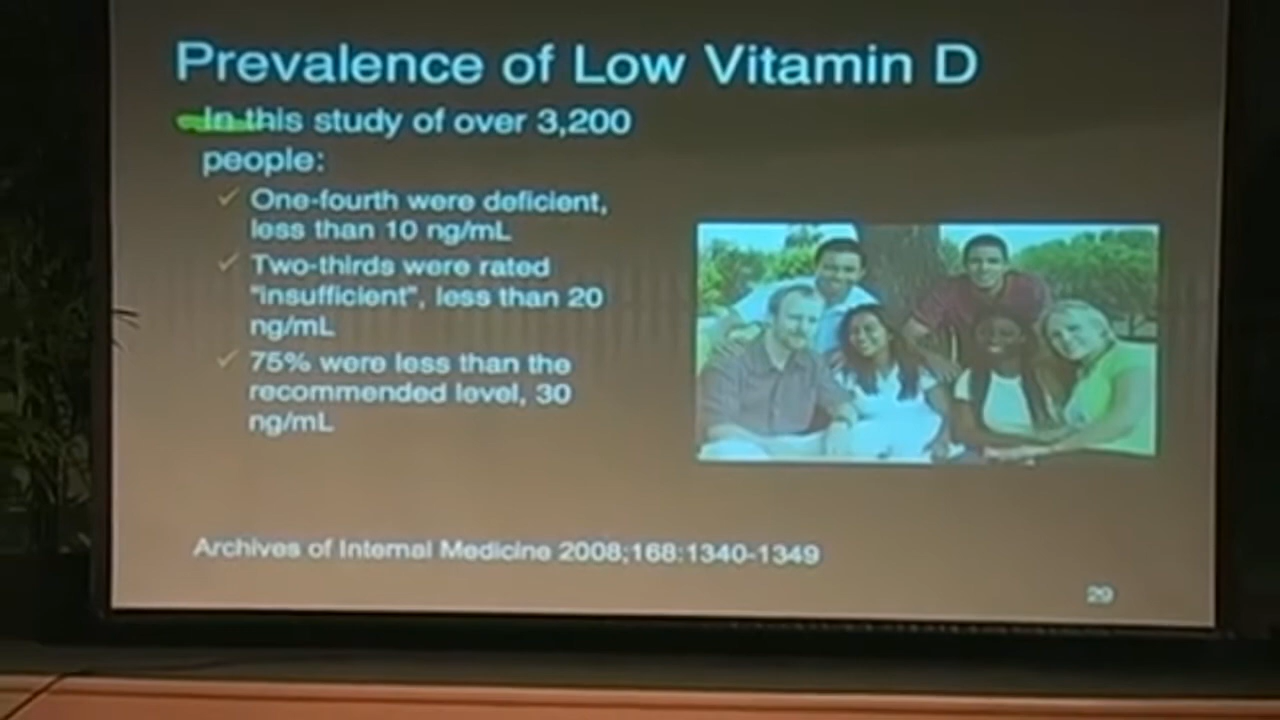 Prevalence of Low Vitamin D
In this study of over 3,200
people:
One-fourth were deficient,
less than 10 ng/mL
Two-thirds were rated
"insufficient", less than 20
ng/mL
75% were less than the
recommended level, 30
ng/mL
Archives of Internal Medicine 2008;168:1340-1349
29